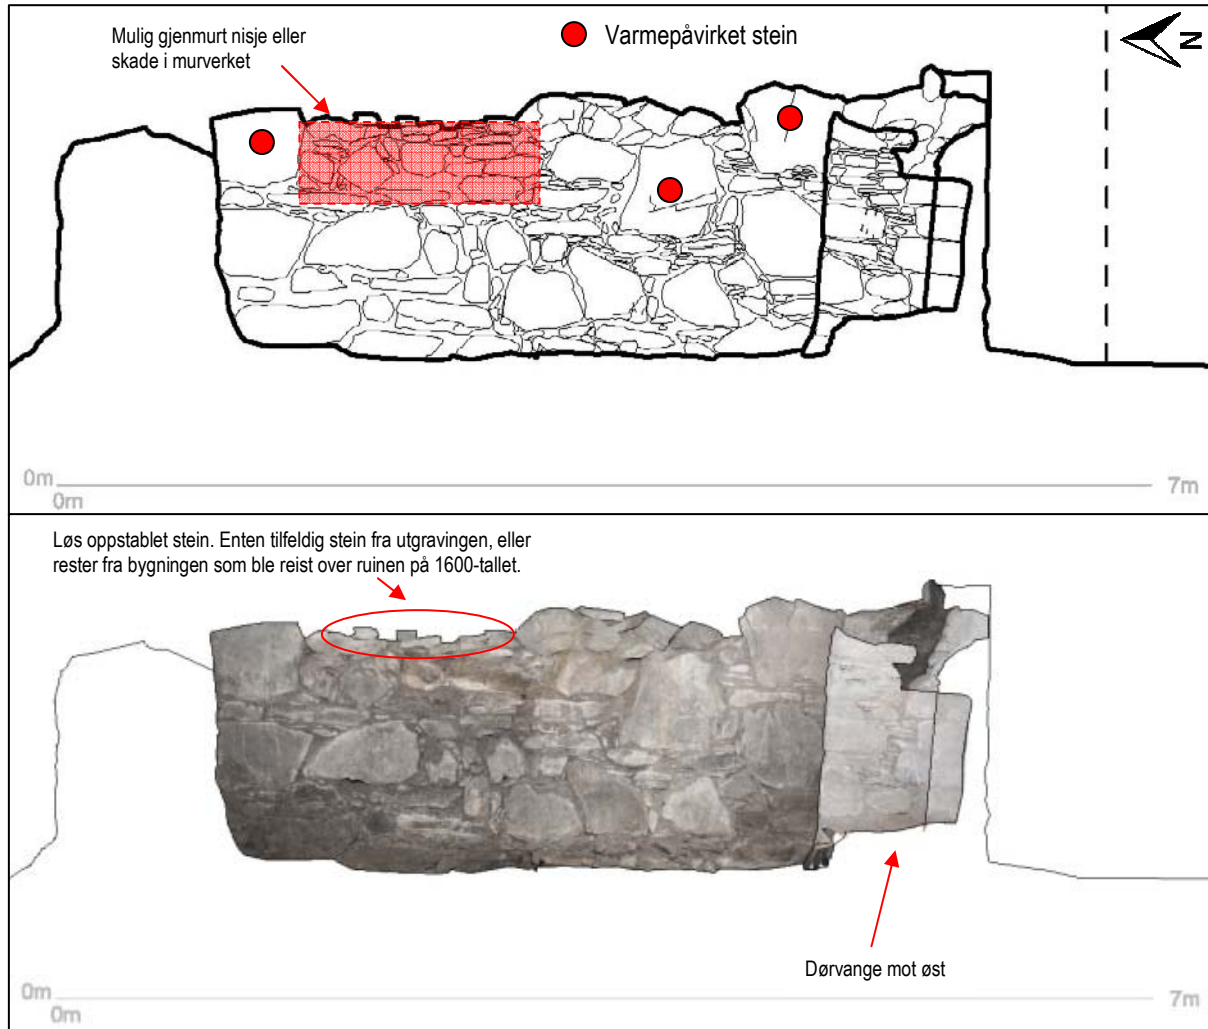 Mulig gjenmurt nisje eller
skade i murverket
Varmepåvirket stein
N
0m
0m
7m
Løs oppstablet stein. Enten tilfeldig stein fra utgravingen, eller
rester fra bygningen som ble reist over ruinen på 1600-tallet.
Dørvange mot øst
0m
0m
7m